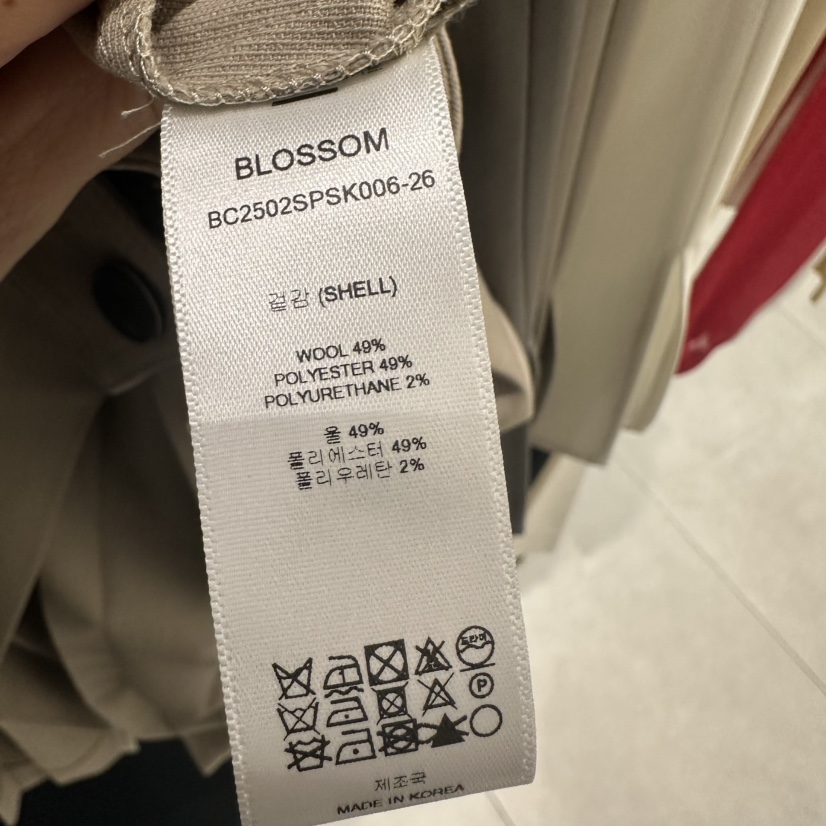 BLOSSOM
BC2502SPSK006-26
겉감 (SHELL)
WOOL 49%
POLYESTER 49%
POLYURETHANE 2%
울 49%
폴리에스터 49%
폴리우레탄 2%
드라이
P
제조국
MADE IN KOREA